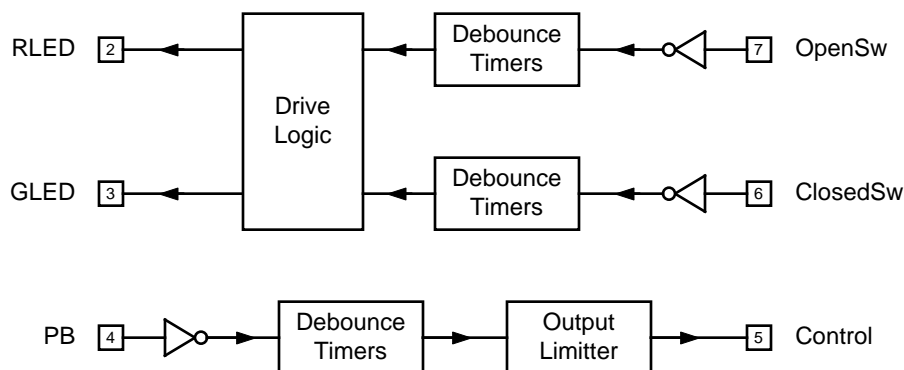 RLED 2 Debounce Timers 7 OpenSw
Drive Logic
GLED 3 Debounce Timers 6 ClosedSw
PB 4 Debounce Timers Output Limitter 5 Control